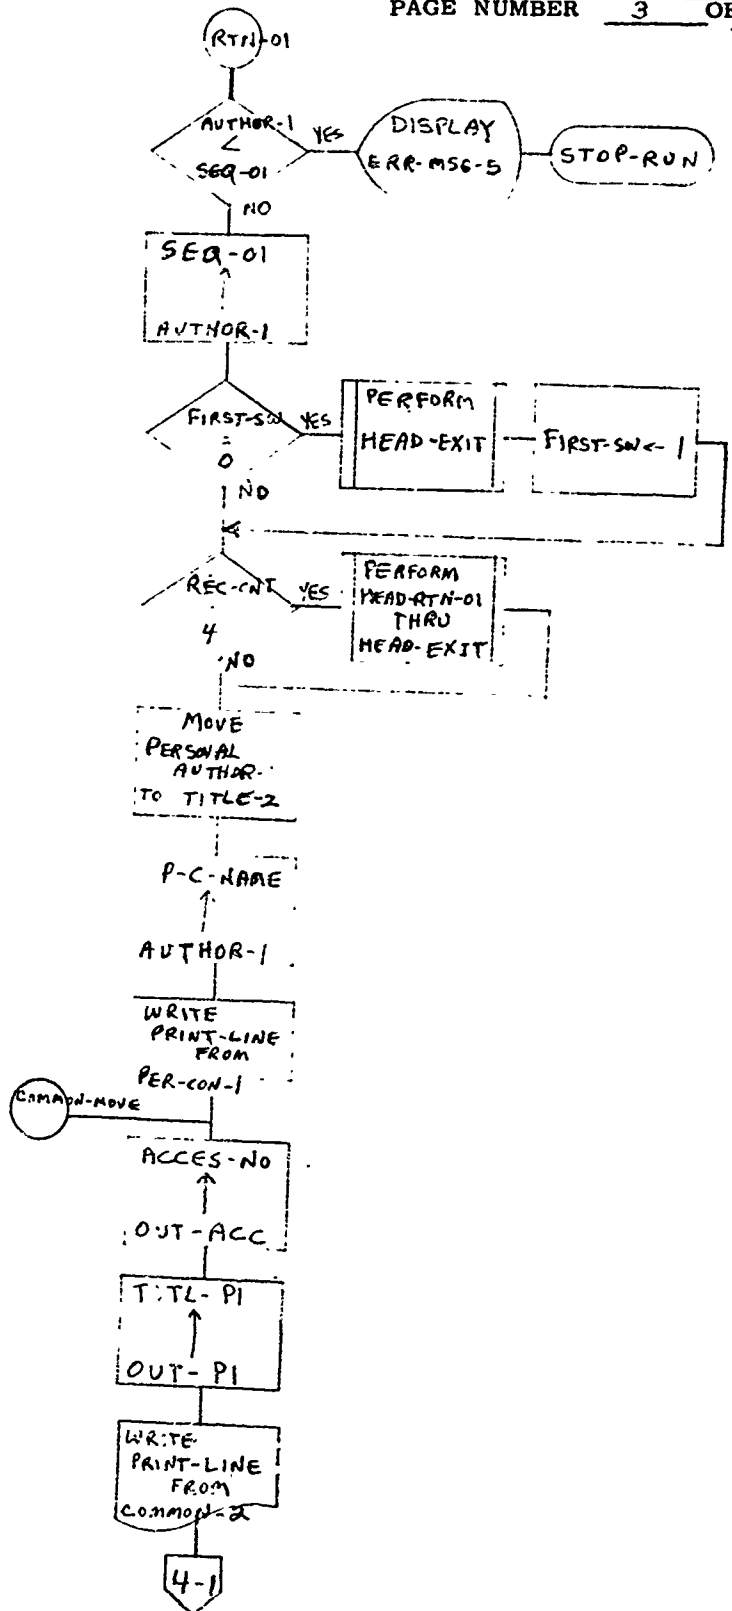 PAGE NUMBER 3 OF
RTN-01
AUTHOR-1
<
SEQ-01
YES
DISPLAY
ERR-MSG-5
STOP-RUN
NO
SEQ-01
AUTHOR-1
FIRST-SW
=
0
YES
PERFORM
HEAD-EXIT
FIRST-SW<- 1
NO
REC-CNT
4
YES
PERFORM
HEAD-RTN-01
THRU
HEAD-EXIT
NO
MOVE
PERSONAL
AUTHOR-
TO TITLE-2
P-C-NAME
AUTHOR-1
WRITE
PRINT-LINE
FROM
PER-CON-1
COMMON-MOVE
ACCES-NO
OUT-ACC
TITL-P1
OUT-P1
WRITE
PRINT-LINE
FROM
COMMON-2
4-1